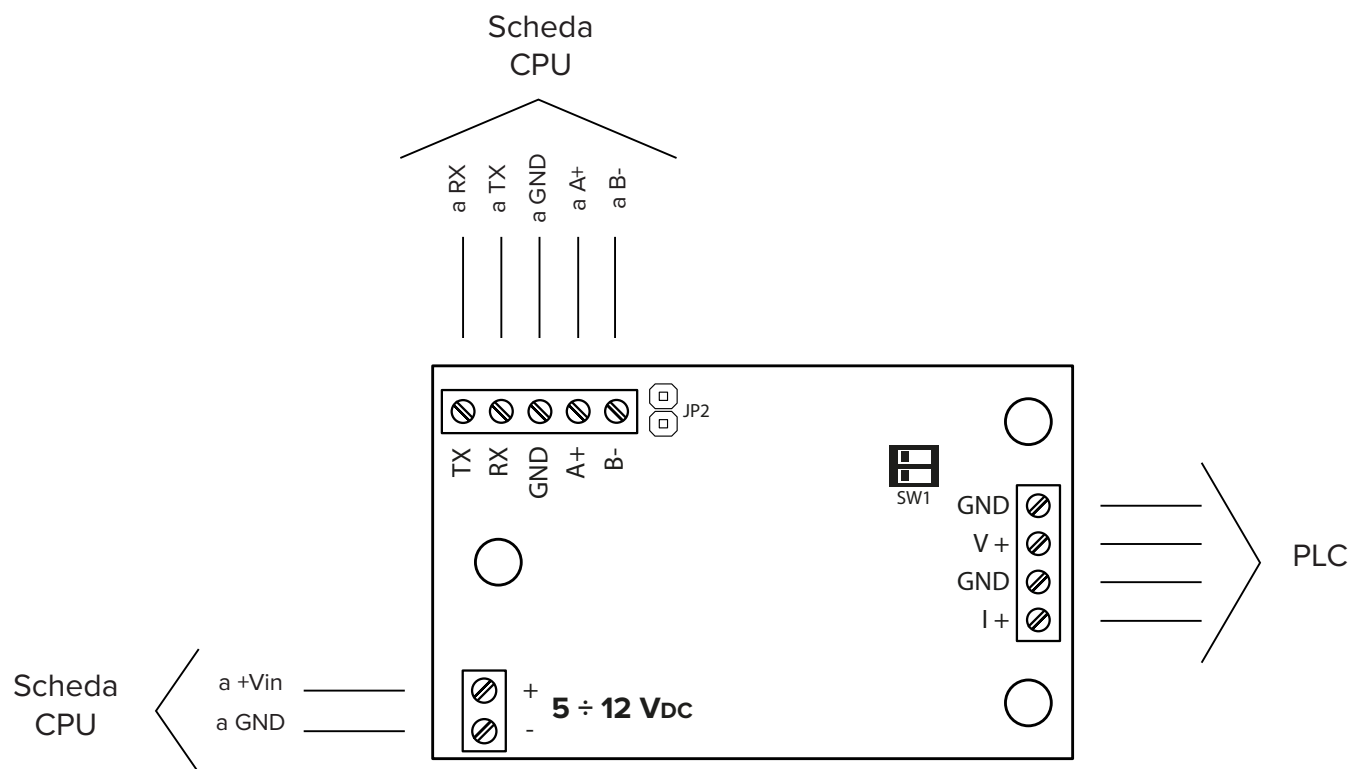 Scheda
CPU
a RX
a TX
a GND
a A+
a B-
JP2
TX
RX
GND
A+
B-
SW1
GND
V +
GND
I +
PLC
Scheda
CPU
a +Vin
a GND
+
-
5 ÷ 12 VDC